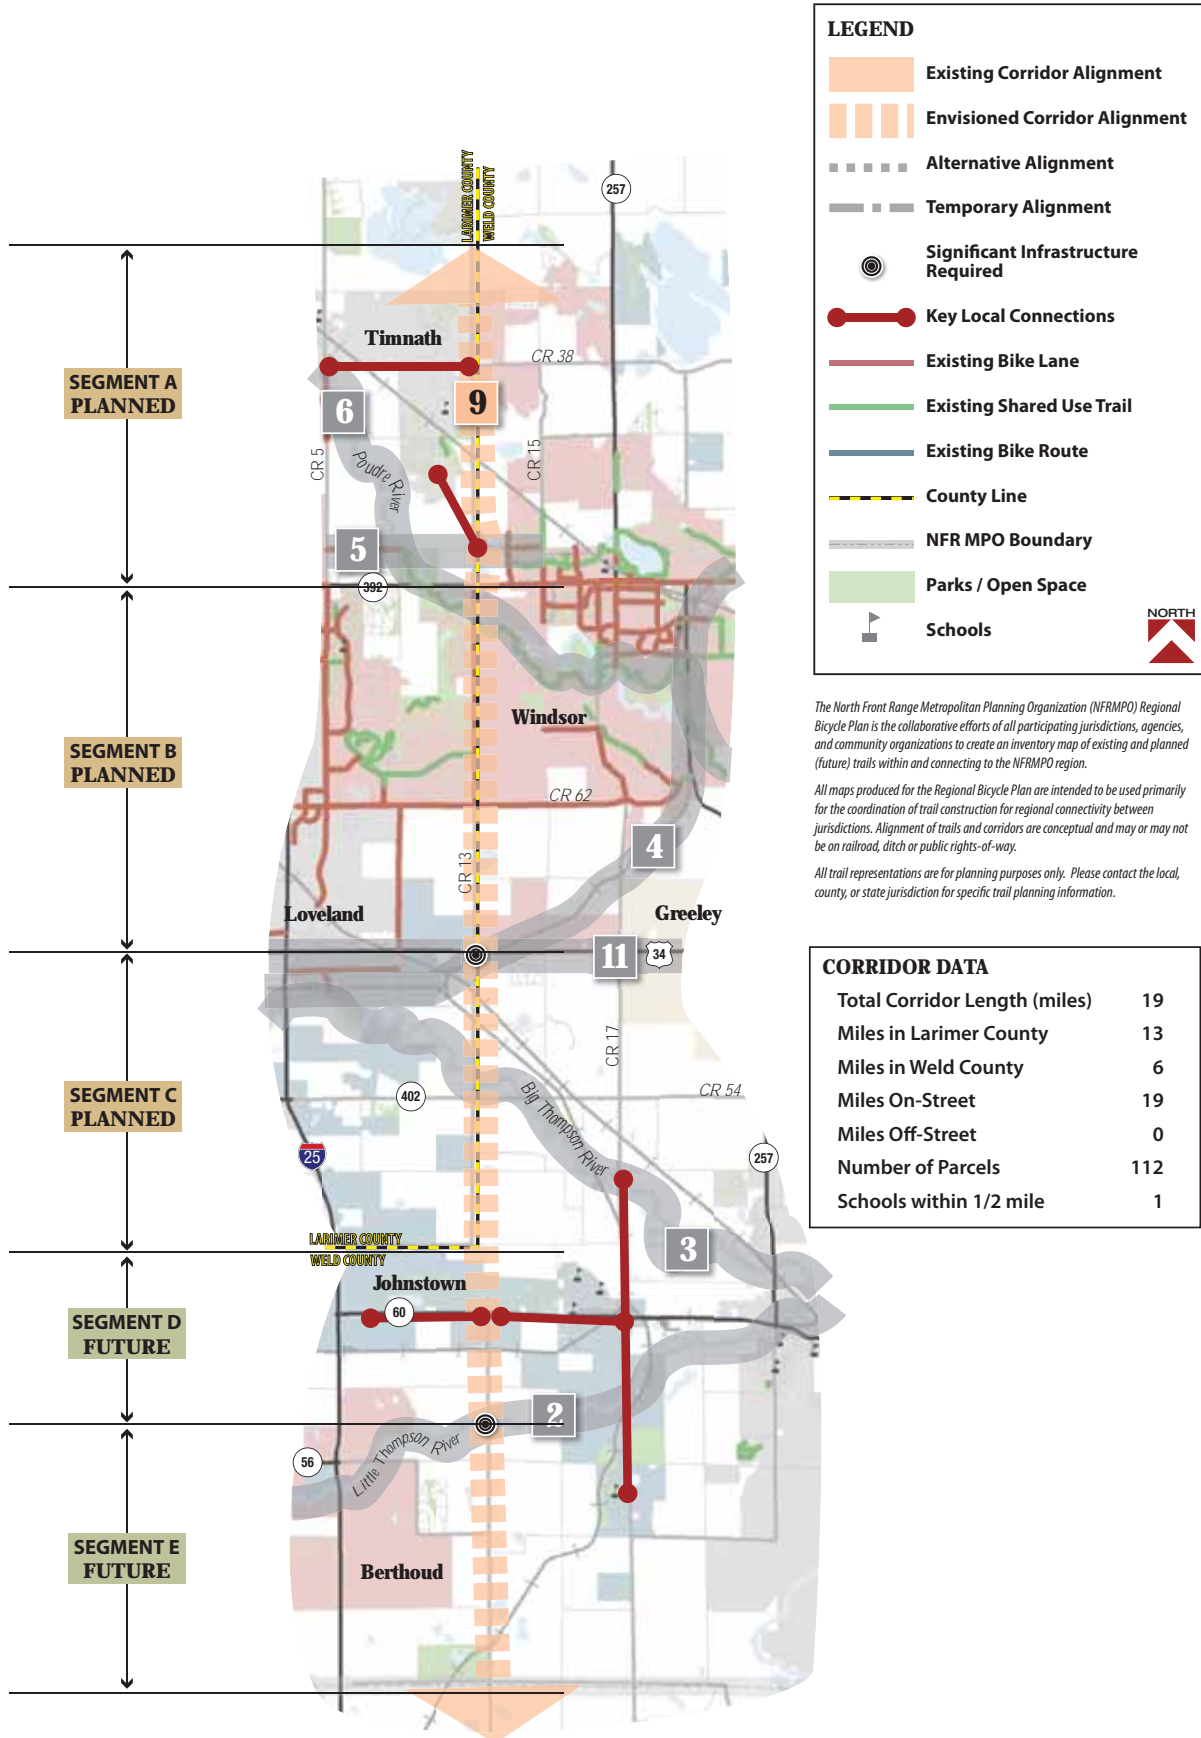 LEGEND
Existing Corridor Alignment
Envisioned Corridor Alignment
Alternative Alignment
Temporary Alignment
Significant Infrastructure
Required
Key Local Connections
Existing Bike Lane
Existing Shared Use Trail
Existing Bike Route
County Line
NFR MPO Boundary
Parks / Open Space
Schools
NORTH
The North Front Range Metropolitan Planning Organization (NFRMPO) Regional
Bicycle Plan is the collaborative efforts of all participating jurisdictions, agencies,
and community organizations to create an inventory map of existing and planned
(future) trails within and connecting to the NFRMPO region.
All maps produced for the Regional Bicycle Plan are intended to be used primarily
for the coordination of trail construction for regional connectivity between
jurisdictions. Alignment of trails and corridors are conceptual and may or may not
be on railroad, ditch or public rights-of-way.
All trail representations are for planning purposes only. Please contact the local,
county, or state jurisdiction for specific trail planning information.
CORRIDOR DATA
Total Corridor Length (miles) 19
Miles in Larimer County 13
Miles in Weld County 6
Miles On-Street 19
Miles Off-Street 0
Number of Parcels 112
Schools within 1/2 mile 1
SEGMENT A
PLANNED
SEGMENT B
PLANNED
SEGMENT C
PLANNED
SEGMENT D
FUTURE
SEGMENT E
FUTURE
LARIMER COUNTY
WELD COUNTY
257
Timnath
CR 38
6
9
CR 5
Poudre River
CR 15
5
392
Windsor
CR 62
4
CR 13
Loveland
Greeley
11
34
CR 17
402
CR 54
Big Thompson River
25
257
LARIMER COUNTY
WELD COUNTY
3
Johnstown
60
2
Little Thompson River
56
Berthoud